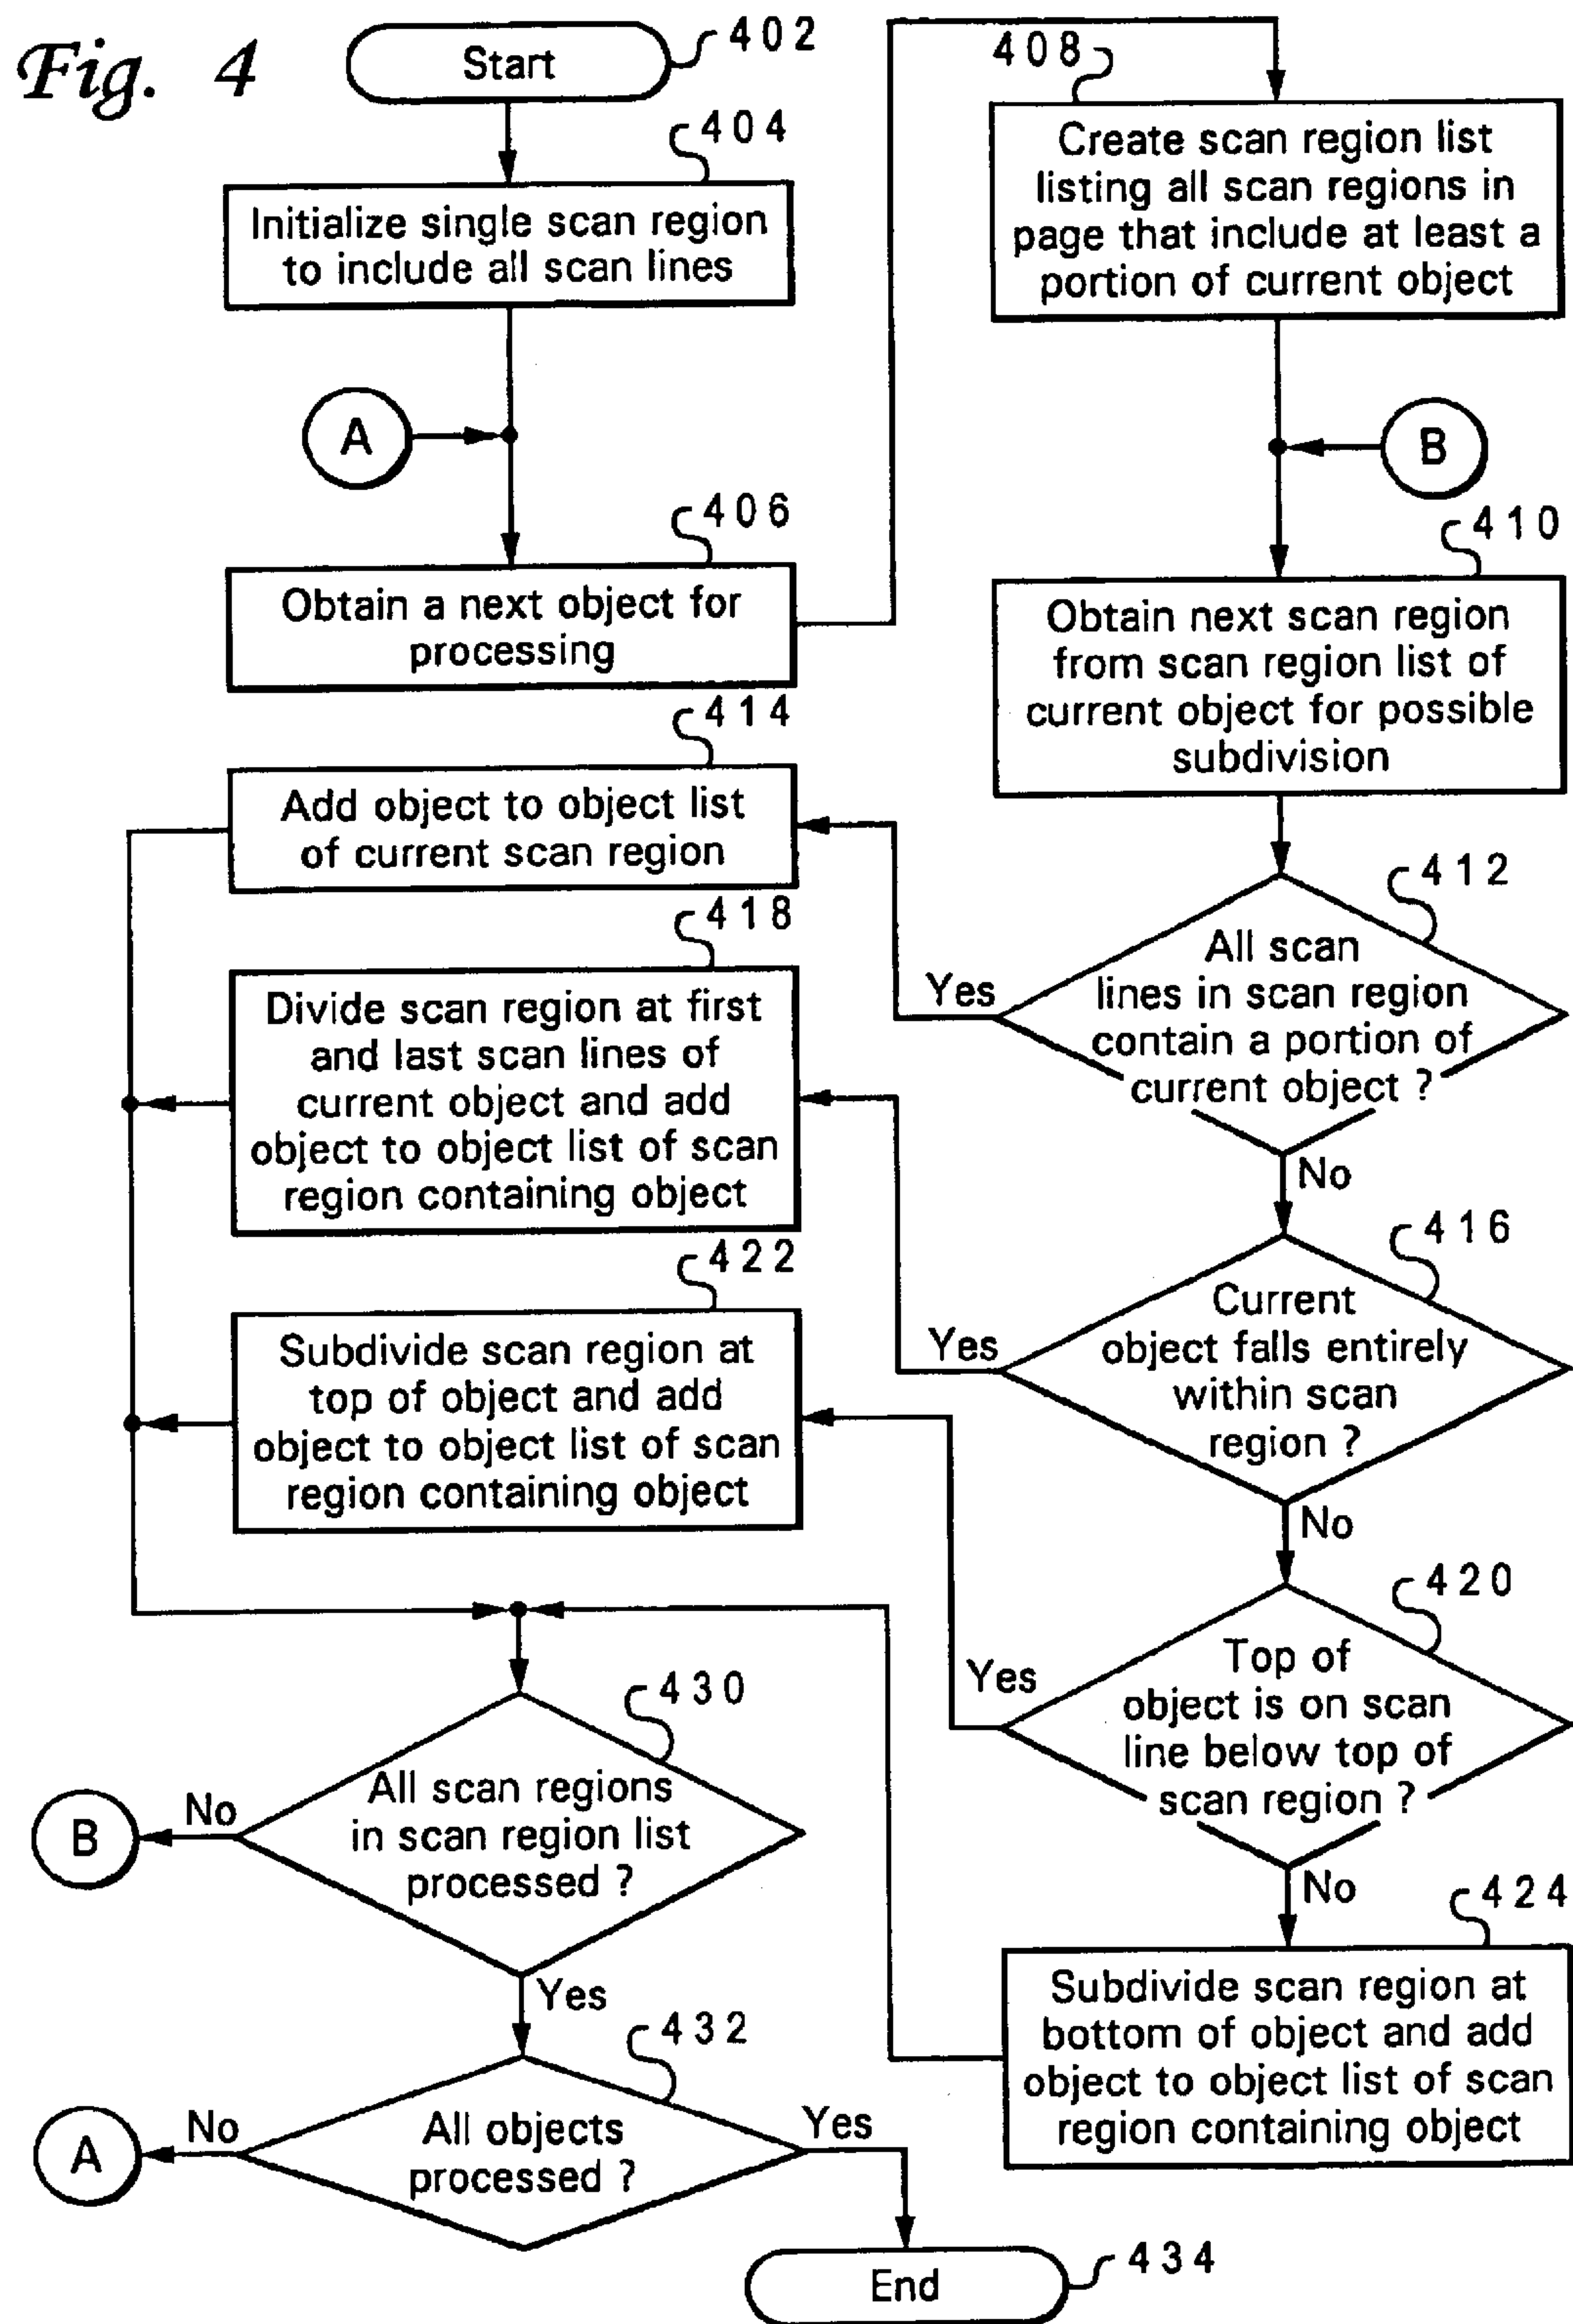 Fig. 4
Start
402
404
Initialize single scan region
to include all scan lines
A
406
Obtain a next object for
processing
408
Create scan region list
listing all scan regions in
page that include at least a
portion of current object
B
410
Obtain next scan region
from scan region list of
current object for possible
subdivision
412
All scan
lines in scan region
contain a portion of
current object ?
Yes
No
414
Add object to object list
of current scan region
416
Current
object falls entirely
within scan
region ?
Yes
No
418
Divide scan region at first
and last scan lines of
current object and add
object to object list of scan
region containing object
420
Top of
object is on scan
line below top of
scan region ?
Yes
No
422
Subdivide scan region at
top of object and add
object to object list of scan
region containing object
424
Subdivide scan region at
bottom of object and add
object to object list of scan
region containing object
430
All scan regions
in scan region list
processed ?
No
B
Yes
432
All objects
processed ?
No
A
Yes
End
434